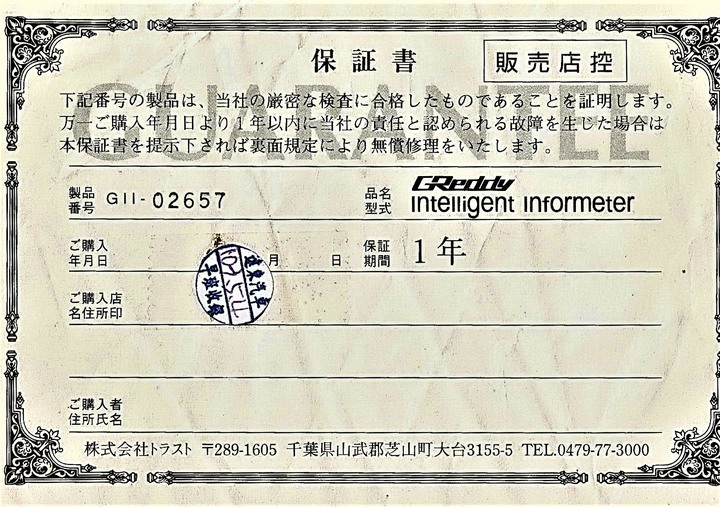 保証書
販売店控
GUARANTEE
下記番号の製品は、当社の厳密な検査に合格したものであることを証明します。
万一ご購入年月日より1年以内に当社の責任と認められる故障を生じた場合は
本保証書を提示下されば裏面規定により無償修理をいたします。
製品番号 GII-02657
品名型式 GReddy intelligent informeter
ご購入年月日 月 日
保証期間 1年
ご購入店名住所印
ご購入者住所氏名
株式会社トラスト 〒289-1605 千葉県山武郡芝山町大台3155-5 TEL.0479-77-3000